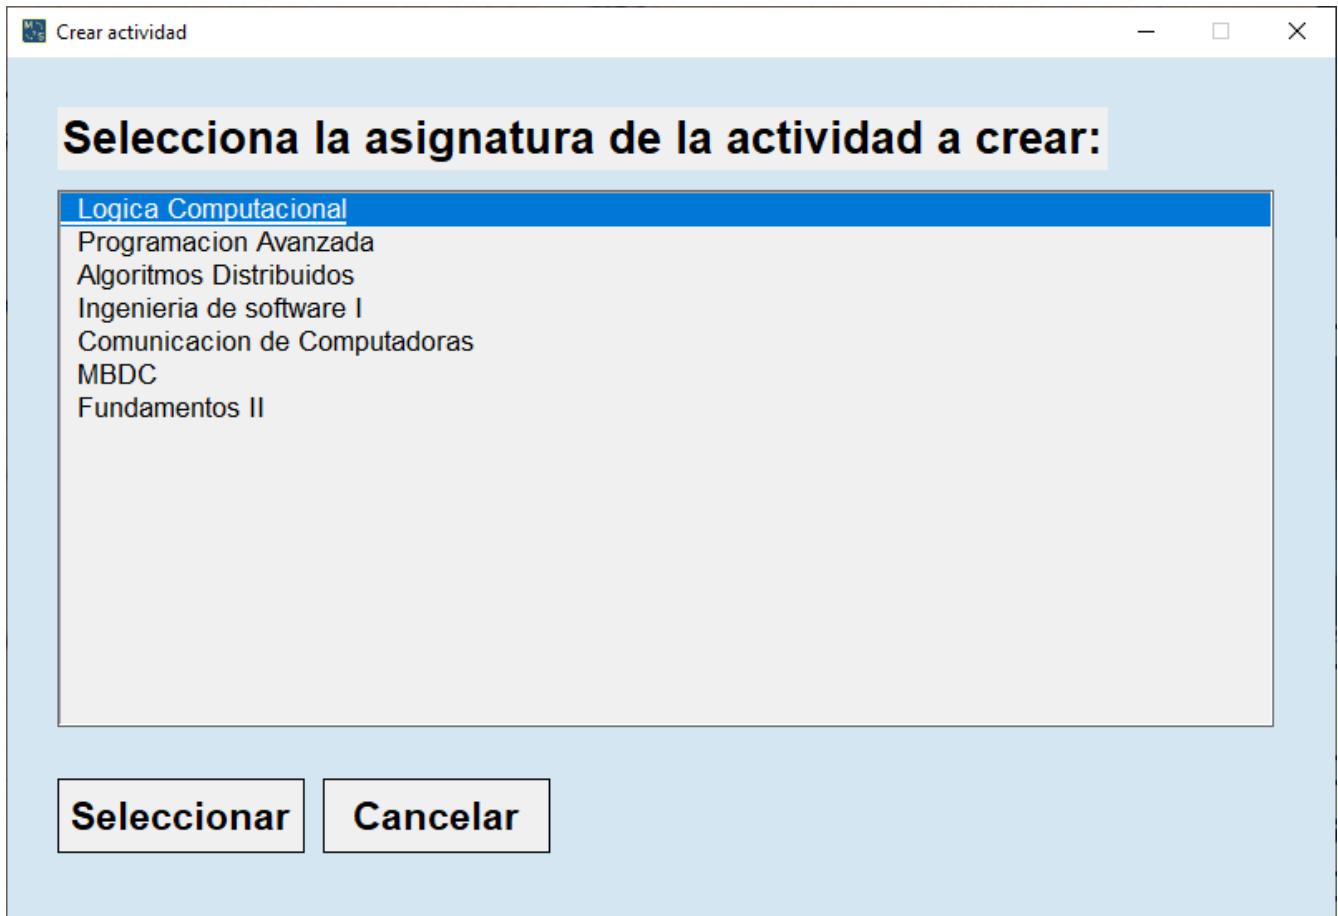 Crear actividad
Selecciona la asignatura de la actividad a crear:
Logica Computacional
Programacion Avanzada
Algoritmos Distribuidos
Ingenieria de software I
Comunicacion de Computadoras
MBDC
Fundamentos II
Seleccionar Cancelar